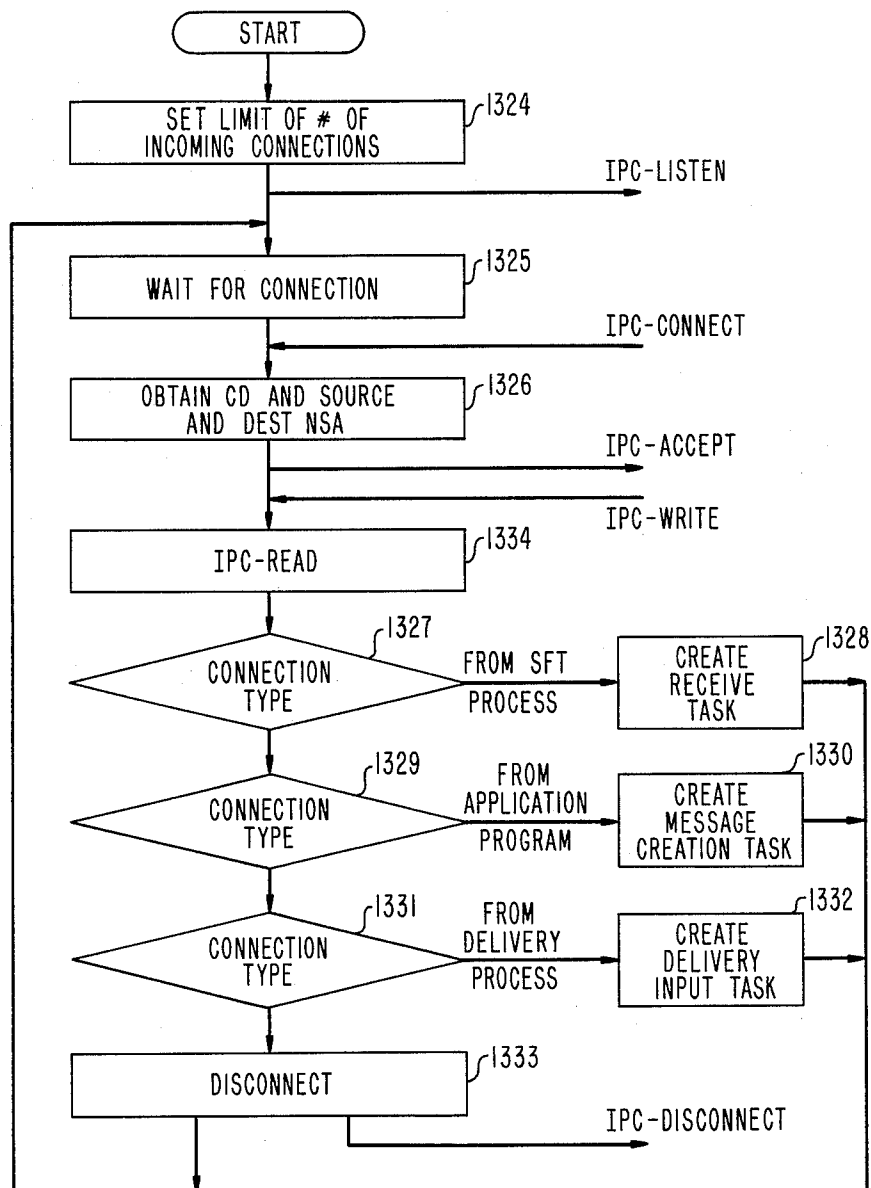 START
1324
SET LIMIT OF # OF
INCOMING CONNECTIONS
IPC-LISTEN
1325
WAIT FOR CONNECTION
IPC-CONNECT
1326
OBTAIN CD AND SOURCE
AND DEST NSA
IPC-ACCEPT
IPC-WRITE
1334
IPC-READ
1327
CONNECTION
TYPE
FROM SFT
PROCESS
1328
CREATE
RECEIVE
TASK
1329
CONNECTION
TYPE
FROM
APPLICATION
PROGRAM
1330
CREATE
MESSAGE
CREATION TASK
1331
CONNECTION
TYPE
FROM
DELIVERY
PROCESS
1332
CREATE
DELIVERY
INPUT TASK
1333
DISCONNECT
IPC-DISCONNECT